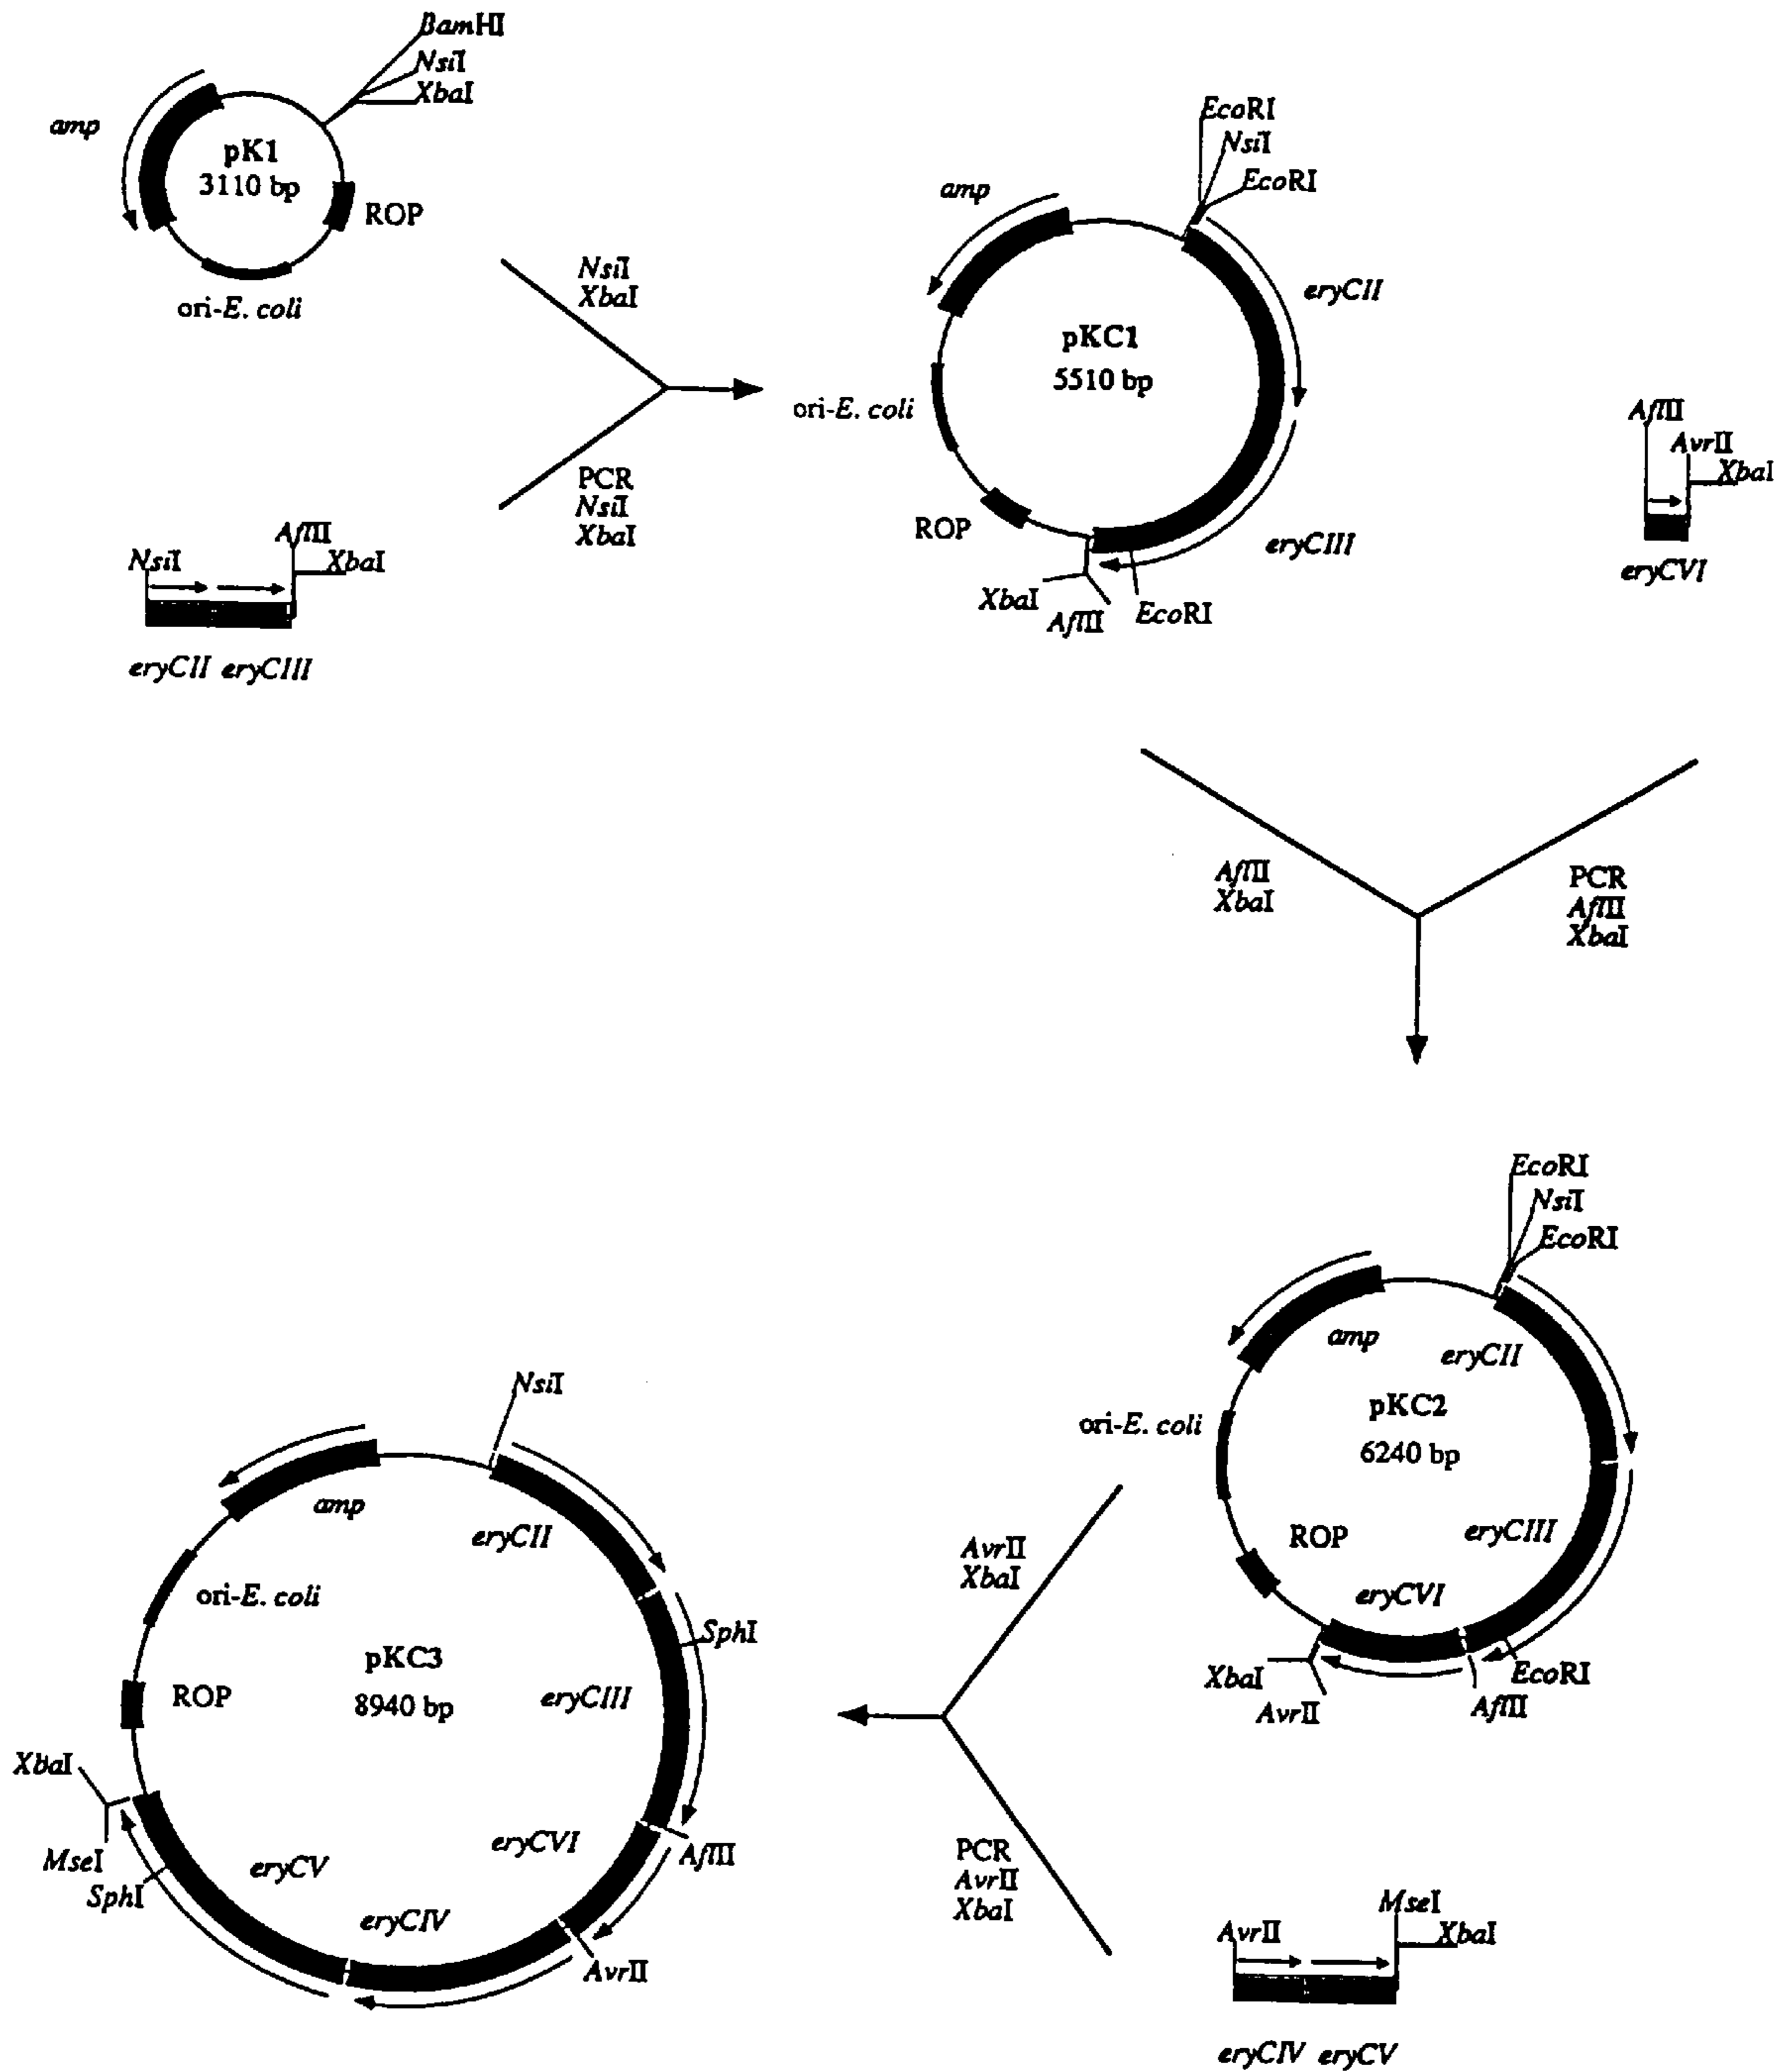 BamHI
NsiI
XbaI
amp
pK1
3110 bp
ROP
ori-E. coli
NsiI
XbaI
PCR
NsiI
XbaI
NsiI
AflII
XbaI
eryCII eryCIII
EcoRI
NsiI
EcoRI
amp
eryCII
pKC1
5510 bp
ori-E. coli
ROP
eryCIII
XbaI
AflII
EcoRI
AflII
AvrII
XbaI
eryCVI
AflII
XbaI
PCR
AflII
XbaI
EcoRI
NsiI
EcoRI
amp
eryCII
pKC2
6240 bp
ori-E. coli
ROP
eryCIII
eryCVI
XbaI
AvrII
AflII
EcoRI
AvrII
XbaI
PCR
AvrII
XbaI
AvrII
MseI
XbaI
eryCIV eryCV
NsiI
amp
eryCII
ori-E. coli
SphI
pKC3
8940 bp
ROP
eryCIII
XbaI
MseI
SphI
eryCV
eryCVI
AflII
eryCIV
AvrII